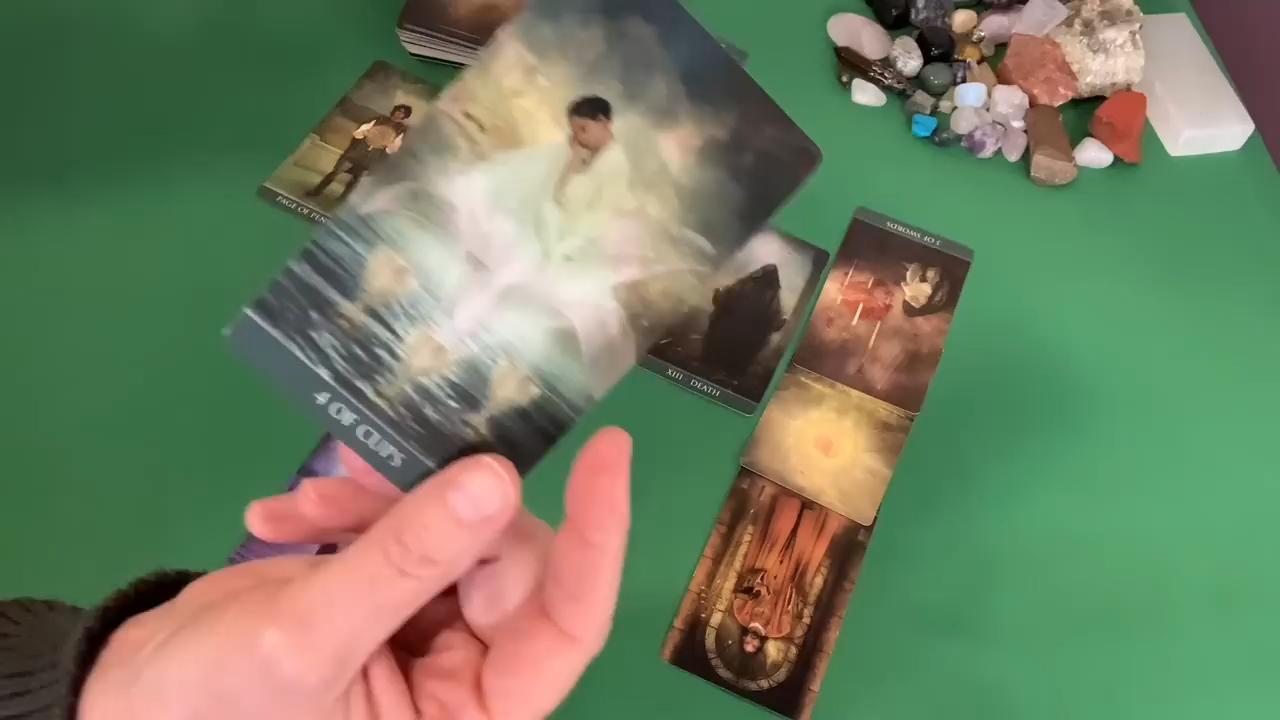 PAGE OF PEN
4 OF CUPS
XIII · DEATH
3 OF SWORDS